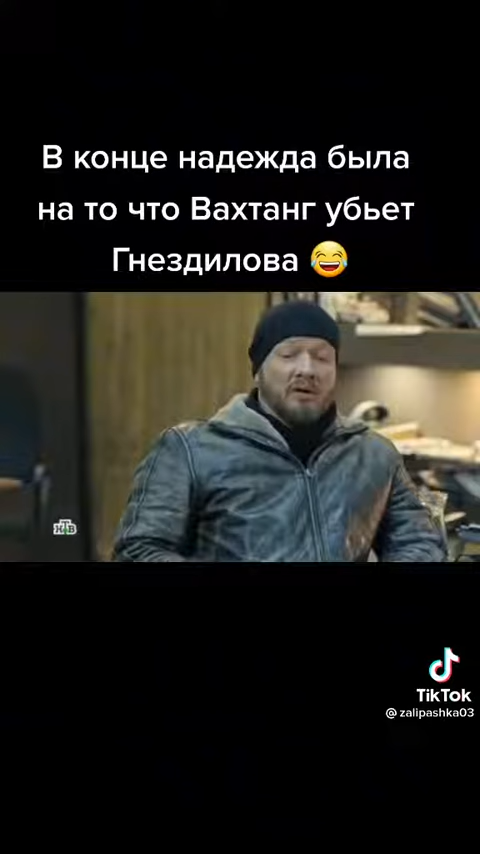 В конце надежда была
на то что Вахтанг убьет
Гнездилова 😂
НТВ
TikTok
@ zalipashka03